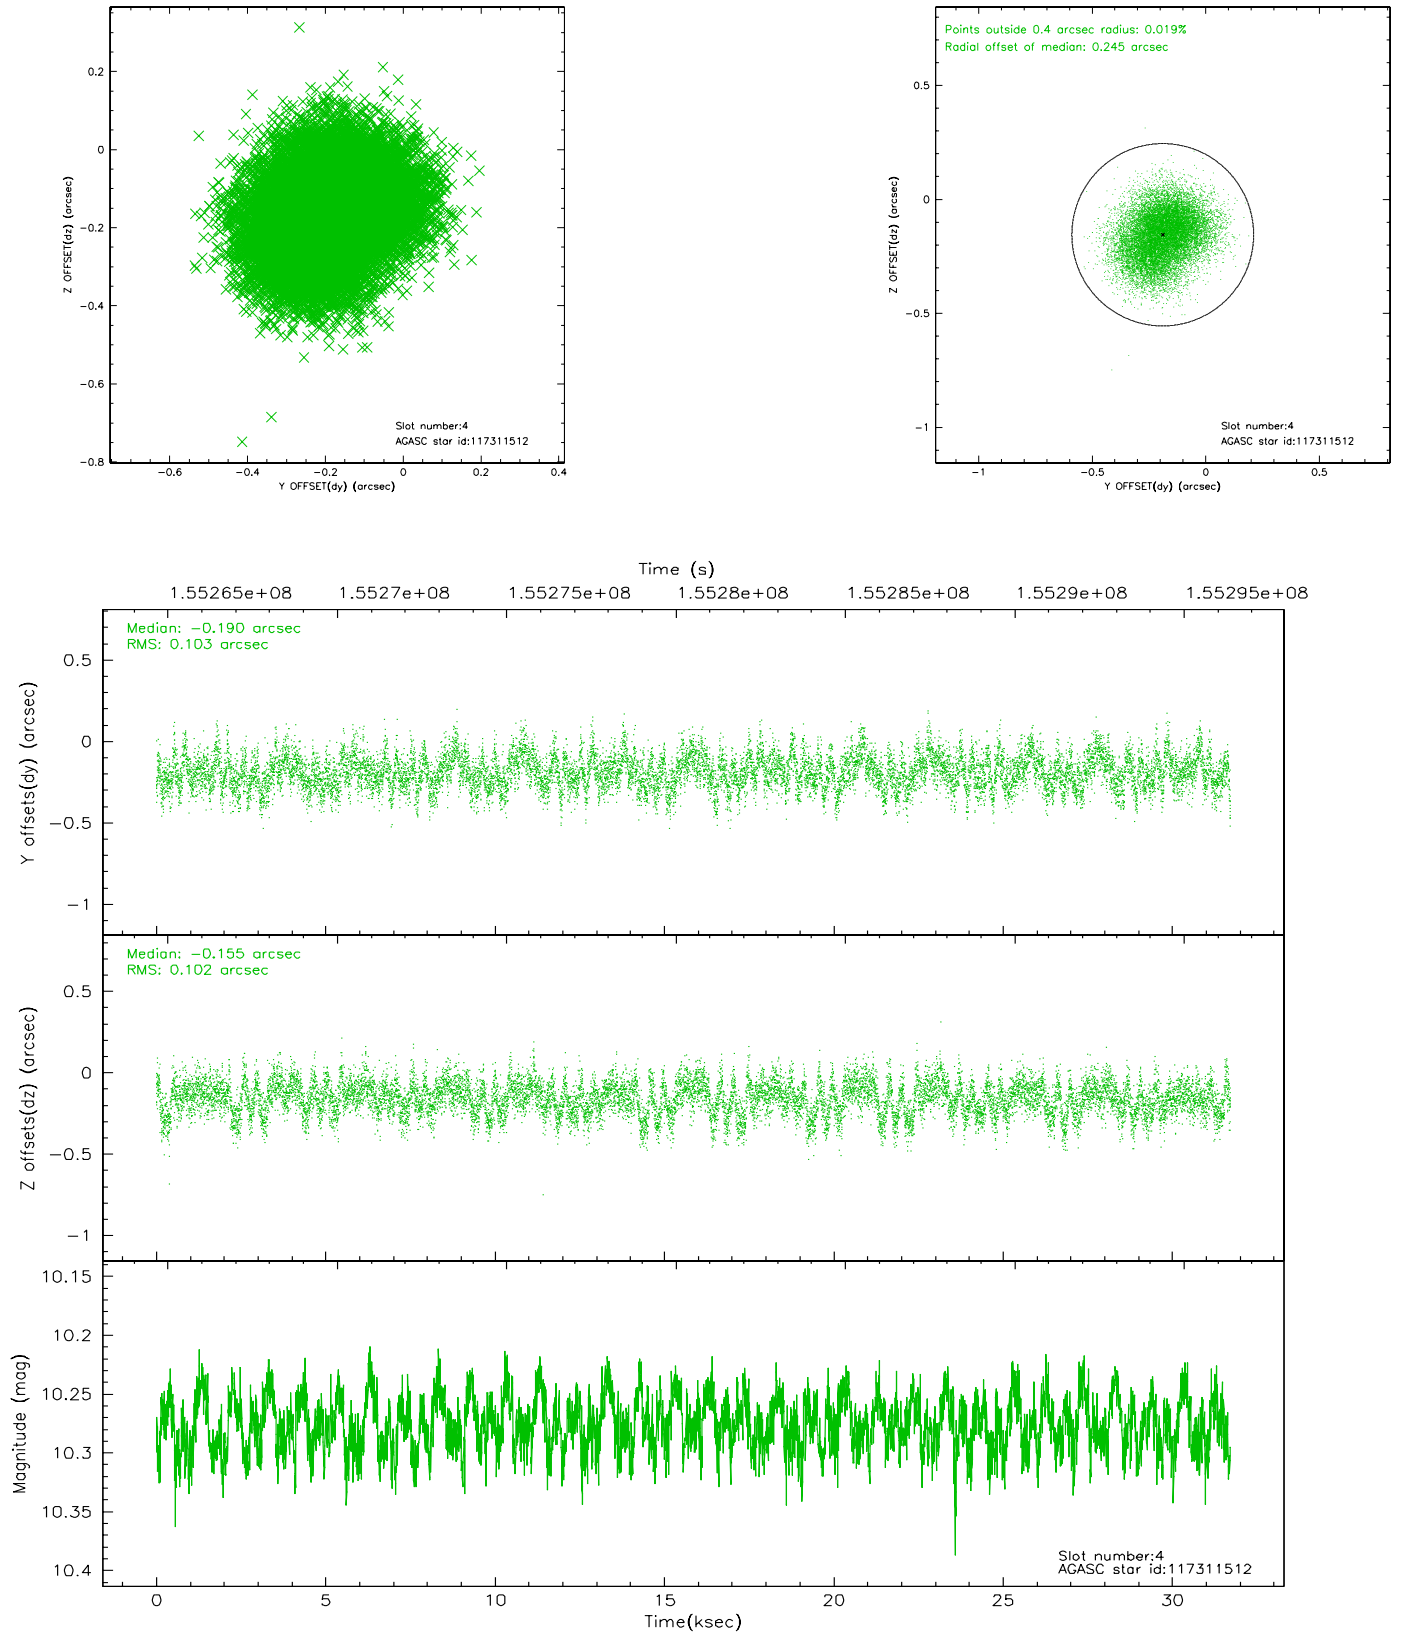 Points outside 0.4 arcsec radius: 0.019%
Radial offset of median: 0.245 arcsec
0.2
0
−0.2
−0.4
−0.6
−0.8
Z OFFSET(dz) (arcsec)
Slot number:4
AGASC star id:117311512
−0.6
−0.4
−0.2
0
0.2
0.4
Y OFFSET(dy) (arcsec)
0.5
0
−0.5
−1
Z OFFSET(dz) (arcsec)
Slot number:4
AGASC star id:117311512
−1
−0.5
0
0.5
Y OFFSET(dy) (arcsec)
Time (s)
1.55265e+08
1.5527e+08
1.55275e+08
1.5528e+08
1.55285e+08
1.5529e+08
1.55295e+08
Median: −0.190 arcsec
RMS: 0.103 arcsec
0.5
0
−0.5
−1
Y offsets(dy) (arcsec)
Median: −0.155 arcsec
RMS: 0.102 arcsec
0.5
0
−0.5
−1
Z offsets(dz) (arcsec)
10.15
10.2
10.25
10.3
10.35
10.4
Magnitude (mag)
Slot number:4
AGASC star id:117311512
0
5
10
15
20
25
30
Time(ksec)